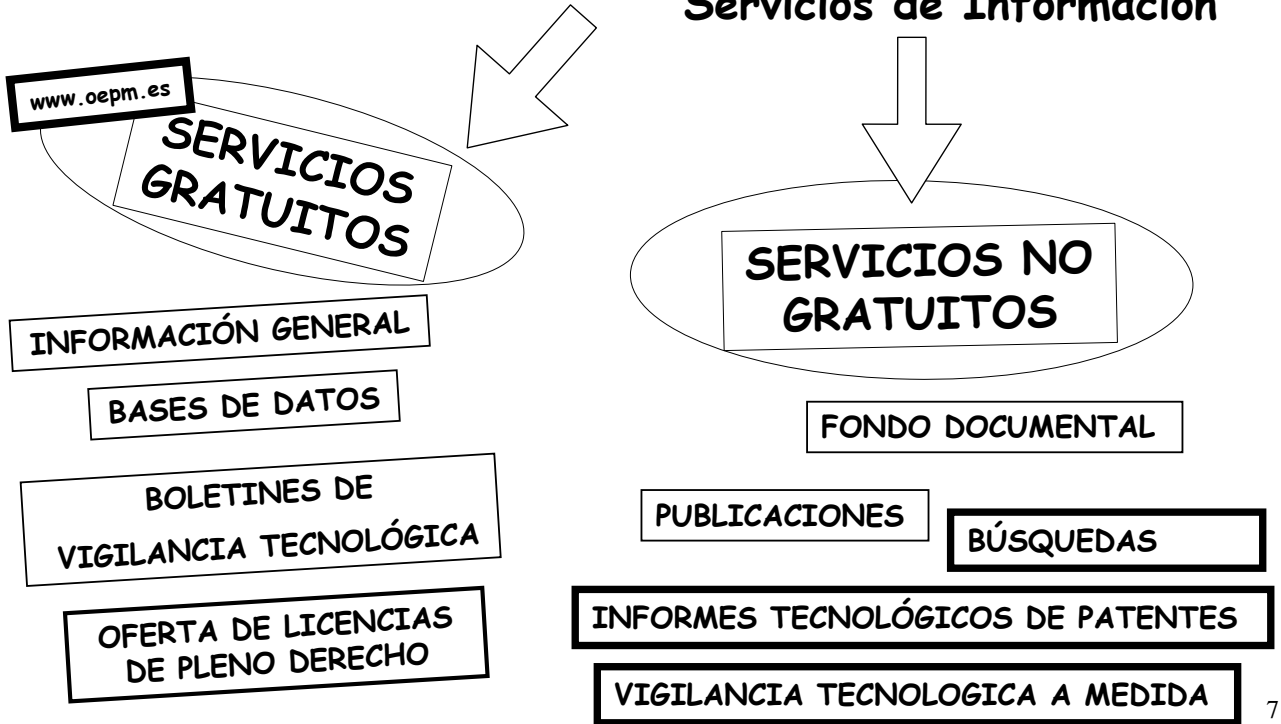 Servicios de Información
www.oepm.es
SERVICIOS
GRATUITOS
INFORMACIÓN GENERAL
BASES DE DATOS
BOLETINES DE
VIGILANCIA TECNOLÓGICA
OFERTA DE LICENCIAS
DE PLENO DERECHO
SERVICIOS NO
GRATUITOS
FONDO DOCUMENTAL
PUBLICACIONES
BÚSQUEDAS
INFORMES TECNOLÓGICOS DE PATENTES
VIGILANCIA TECNOLOGICA A MEDIDA
7